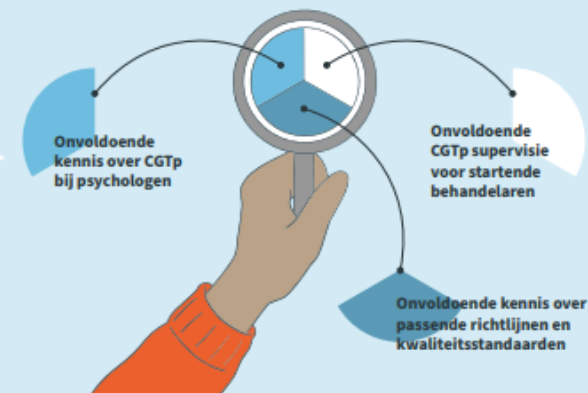 Onvoldoende
kennis over CGTp
bij psychologen
Onvoldoende
CGTp supervisie
voor startende
behandelaren
Onvoldoende kennis over
passende richtlijnen en
kwaliteitsstandaarden